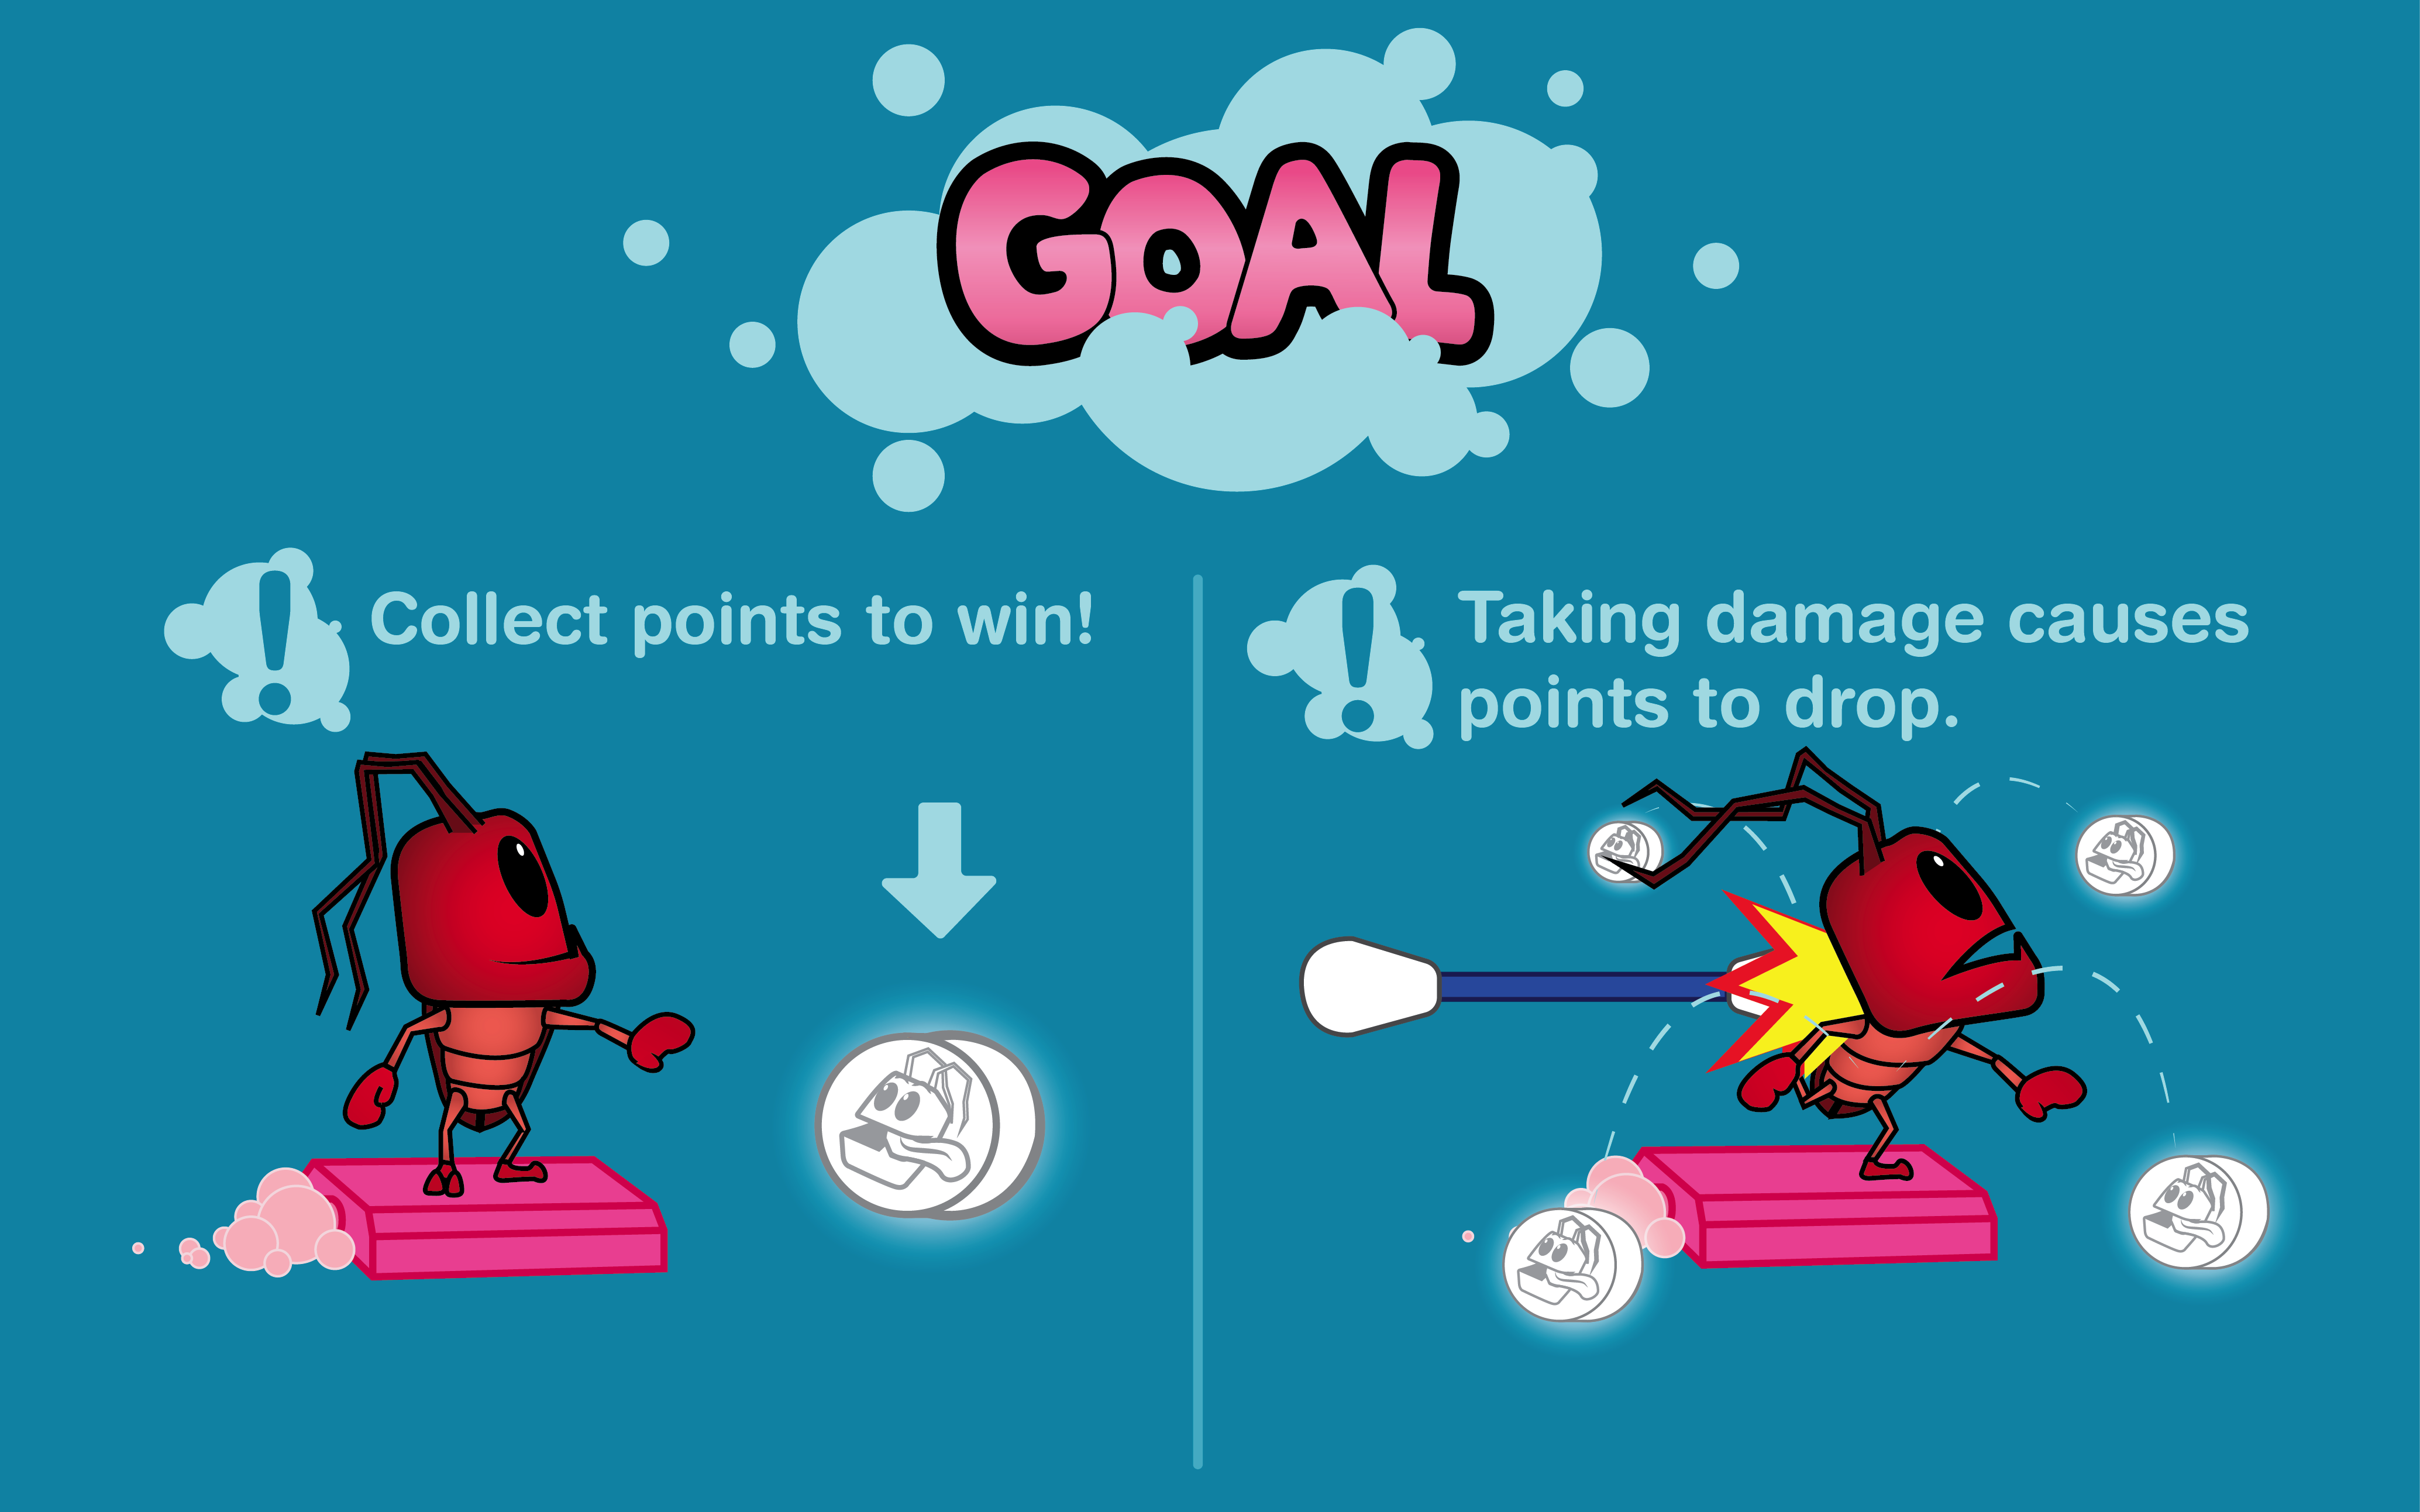 GOAL
! Collect points to win!
! Taking damage causes
points to drop.